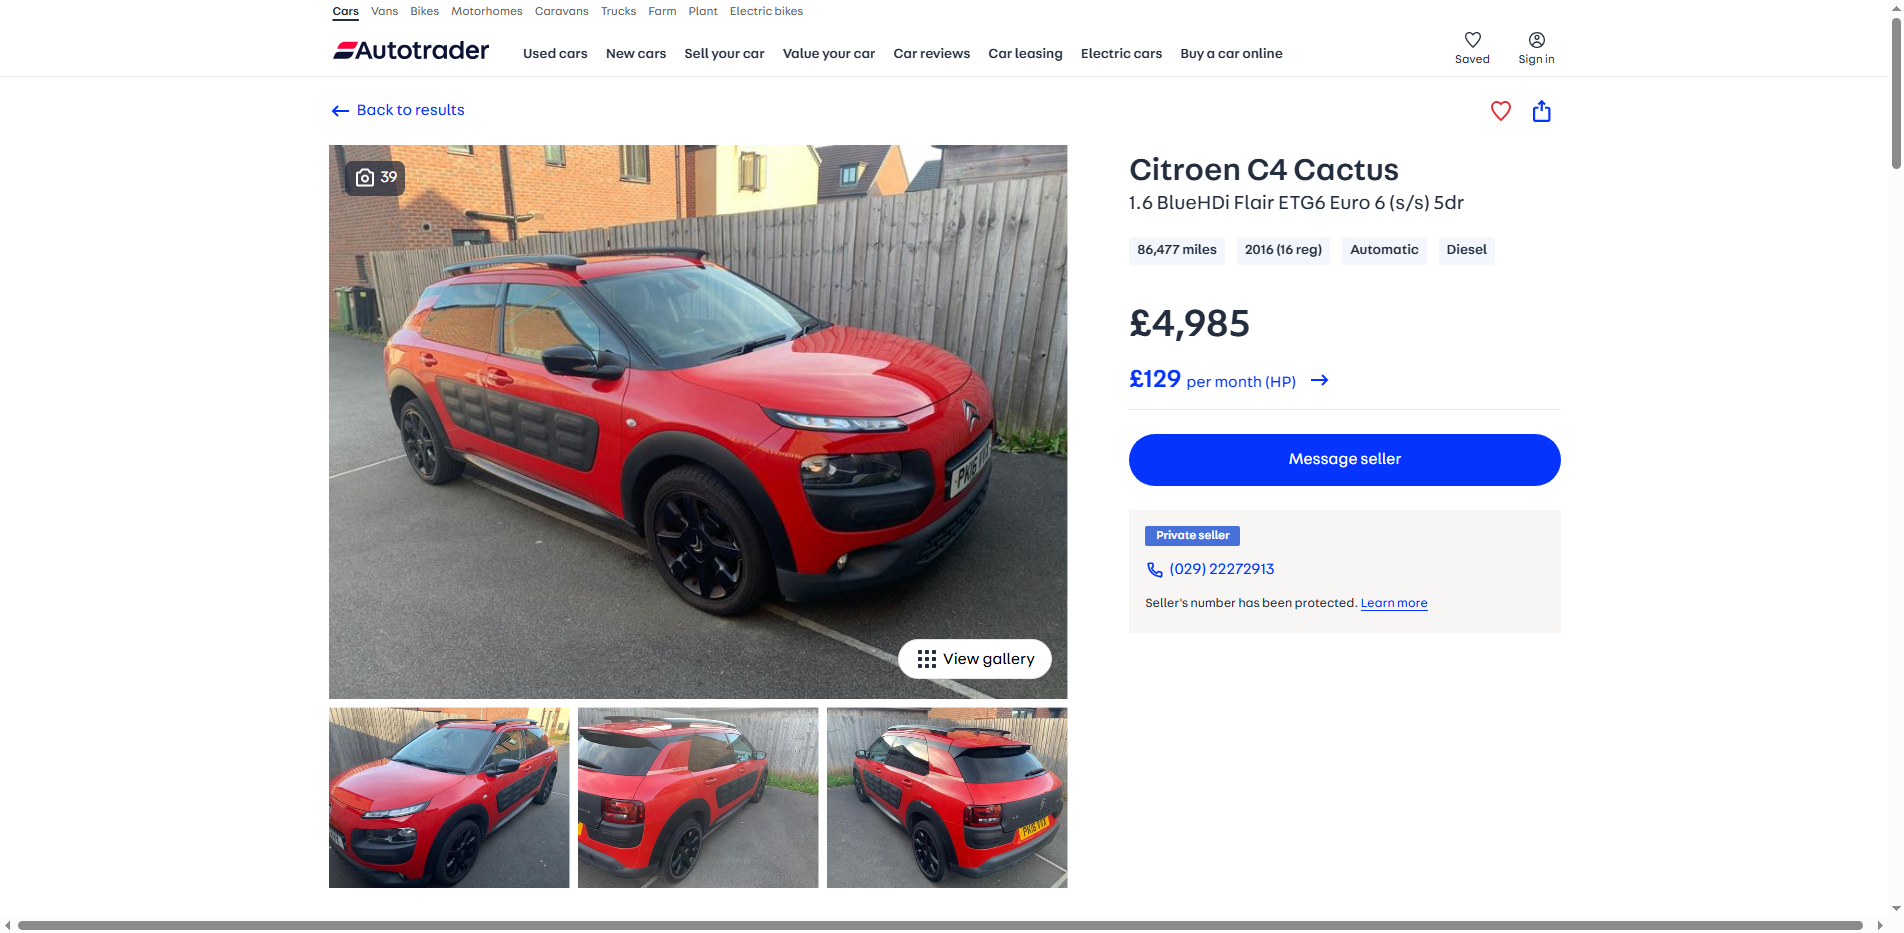 Cars Vans Bikes Motorhomes Caravans Trucks Farm Plant Electric bikes
Autotrader
Used cars New cars Sell your car Value your car Car reviews Car leasing Electric cars Buy a car online
Saved
Sign in
Back to results
39
Citroen C4 Cactus
1.6 BlueHDi Flair ETG6 Euro 6 (s/s) 5dr
86,477 miles
2016 (16 reg)
Automatic
Diesel
£4,985
£129 per month (HP)
Message seller
Private seller
(029) 22272913
Seller's number has been protected. Learn more
View gallery